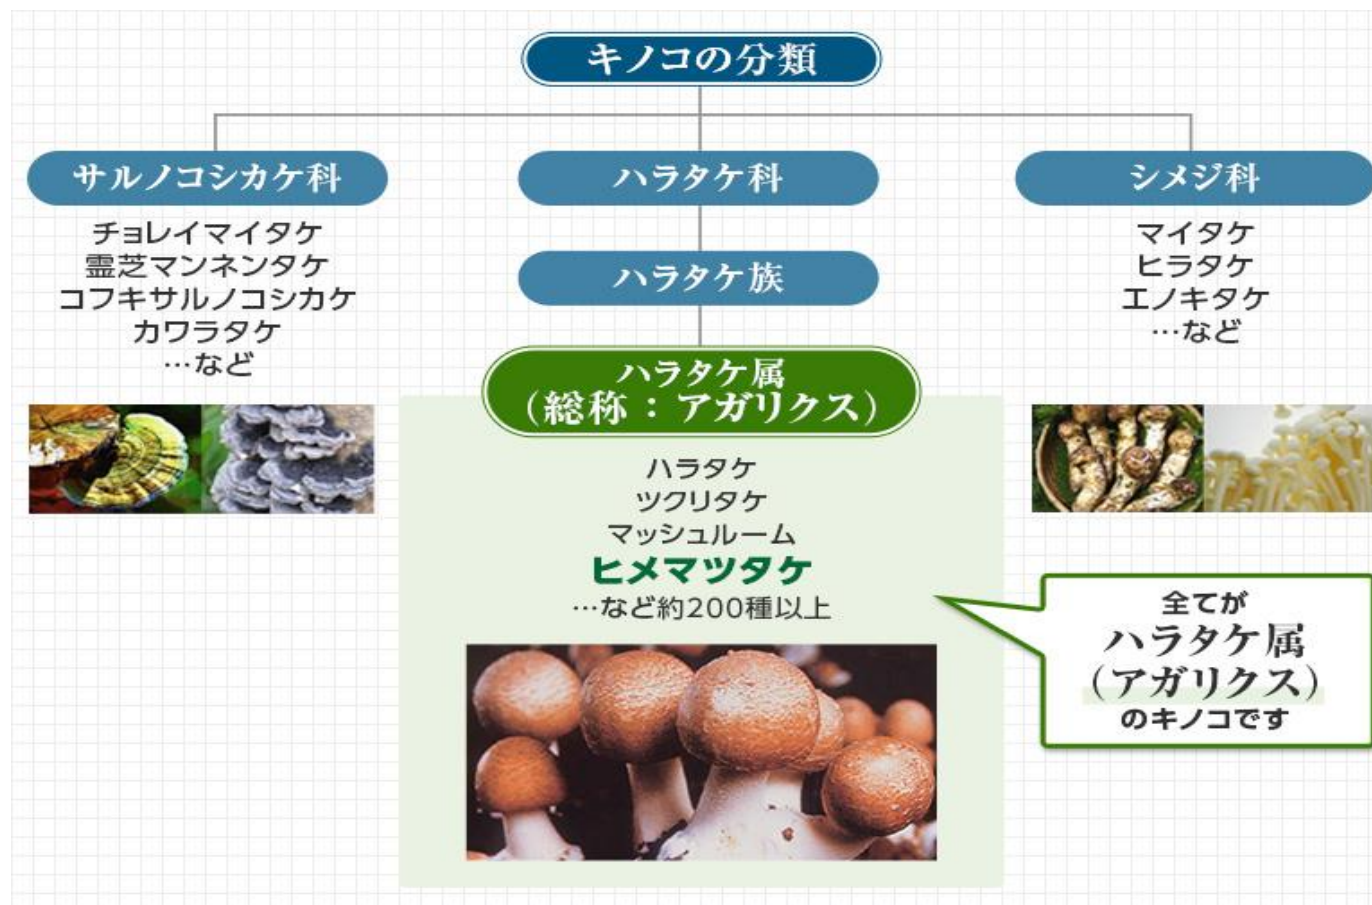 キノコの分類
サルノコシカケ科
チョレイマイタケ
霊芝マンネンタケ
コフキサルノコシカケ
カワラタケ
…など
ハラタケ科
ハラタケ族
ハラタケ属
（総称：アガリクス）
ハラタケ
ツクリタケ
マッシュルーム
ヒメマツタケ
…など約200種以上
シメジ科
マイタケ
ヒラタケ
エノキタケ
…など
全てが
ハラタケ属
（アガリクス）
のキノコです